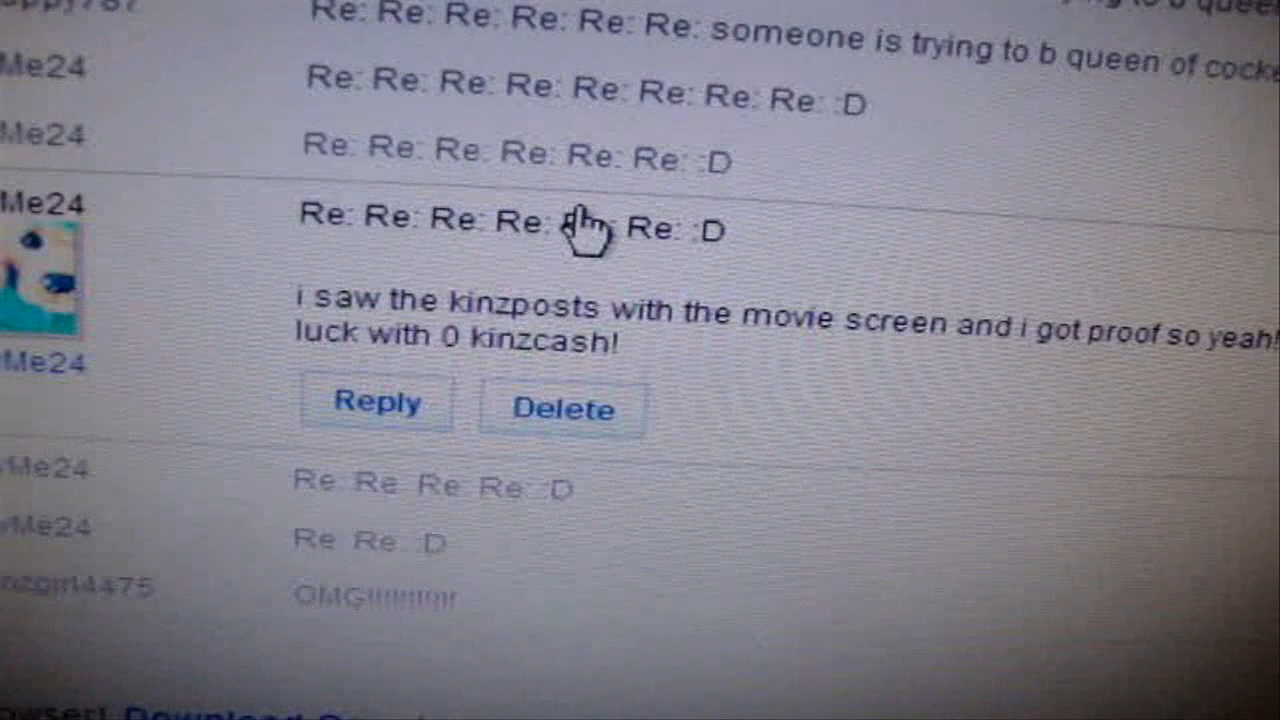 Re: Re: Re: Re: Re: Re: someone is trying to b queen of
Me24 Re: Re: Re: Re: Re: Re: Re: Re: :D
Me24 Re: Re: Re: Re: Re: Re: :D
Me24 Re: Re: Re: Re: Re: :D
i saw the kinzposts with the movie screen and i got proof so yeah!
luck with 0 kinzcash!
Me24
Reply Delete
Me24 Re: Re: Re: Re: :D
Me24 Re: Re: :D
OMG!!!!!!!!!!!